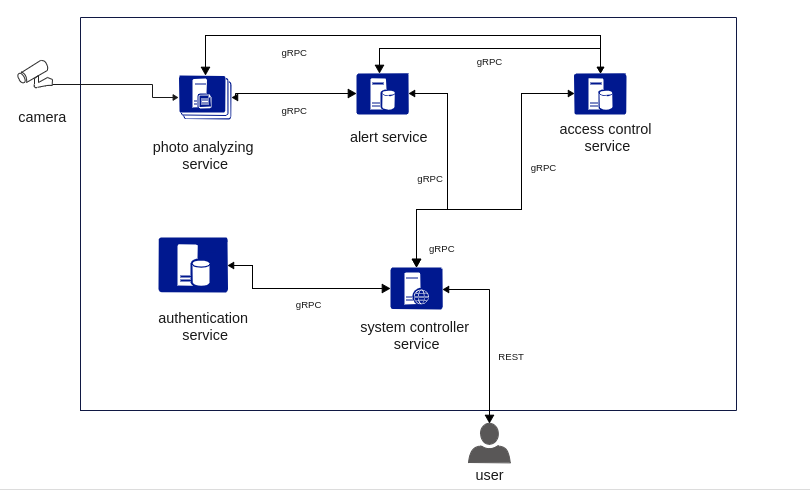 gRPC
gRPC
camera
gRPC
photo analyzing
service
alert service
access control
service
gRPC
gRPC
gRPC
authentication
service
gRPC
system controller
service
REST
user